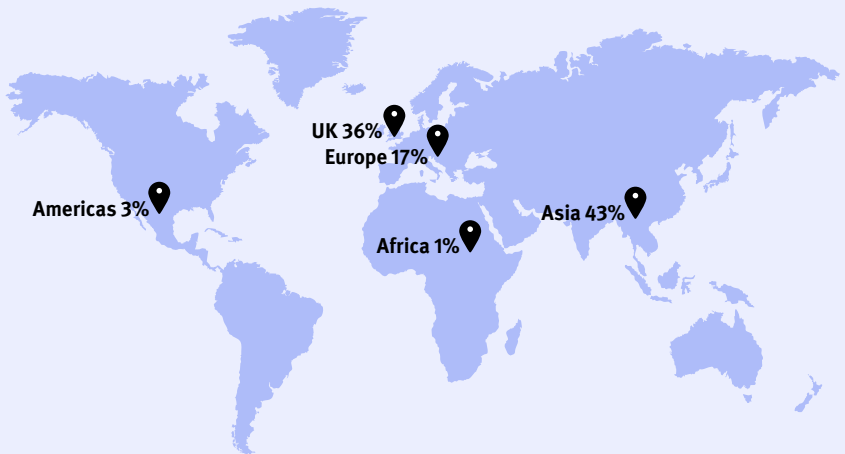 UK 36%
Europe 17%
Americas 3%
Asia 43%
Africa 1%